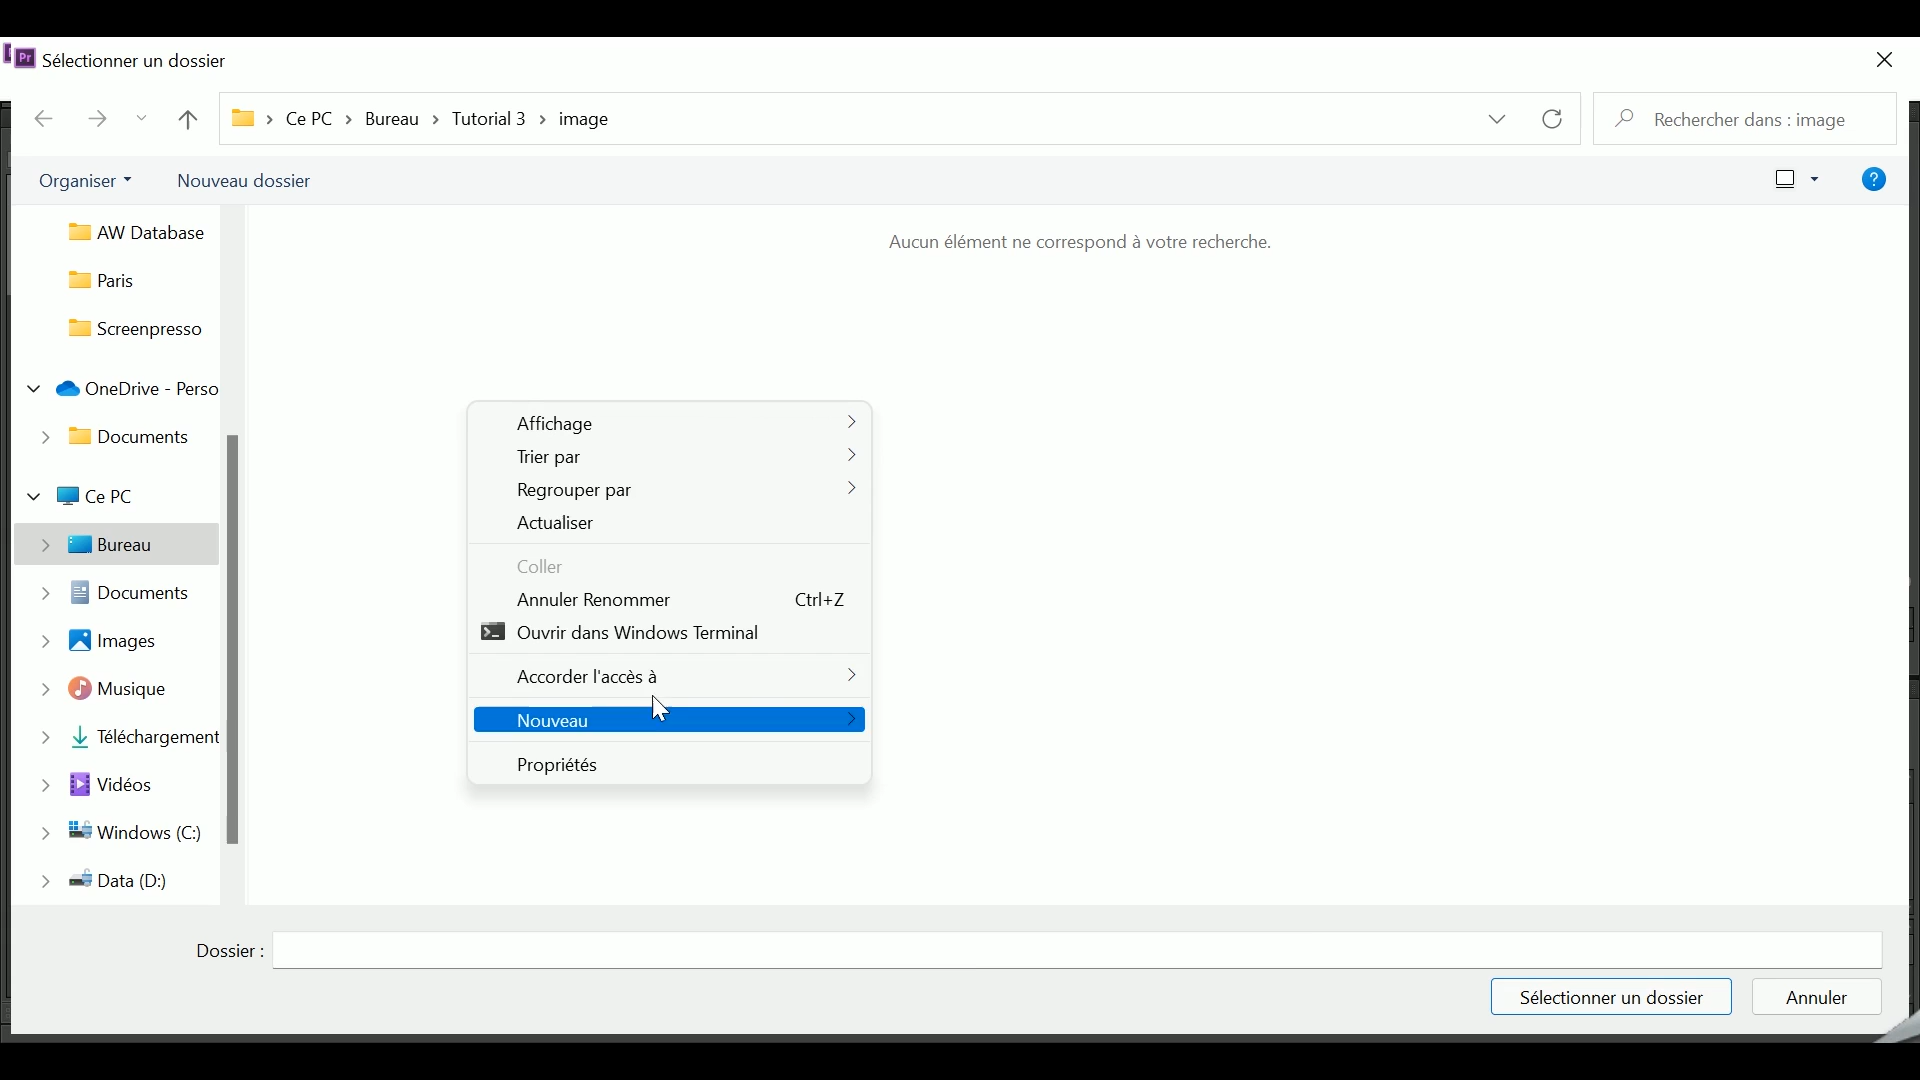 Pr Sélectionner un dossier
Ce PC Bureau Tutorial 3 image
Rechercher dans : image
Organiser Nouveau dossier
?
AW Database
Paris
Screenpresso
OneDrive - Perso
Documents
Ce PC
Bureau
Documents
Images
Musique
Téléchargement
Vidéos
Windows (C:)
Data (D:)
Aucun élément ne correspond à votre recherche.
Affichage
Trier par
Regrouper par
Actualiser
Coller
Annuler Renommer Ctrl+Z
Ouvrir dans Windows Terminal
Accorder l'accès à
Nouveau
Propriétés
Dossier :
Sélectionner un dossier Annuler